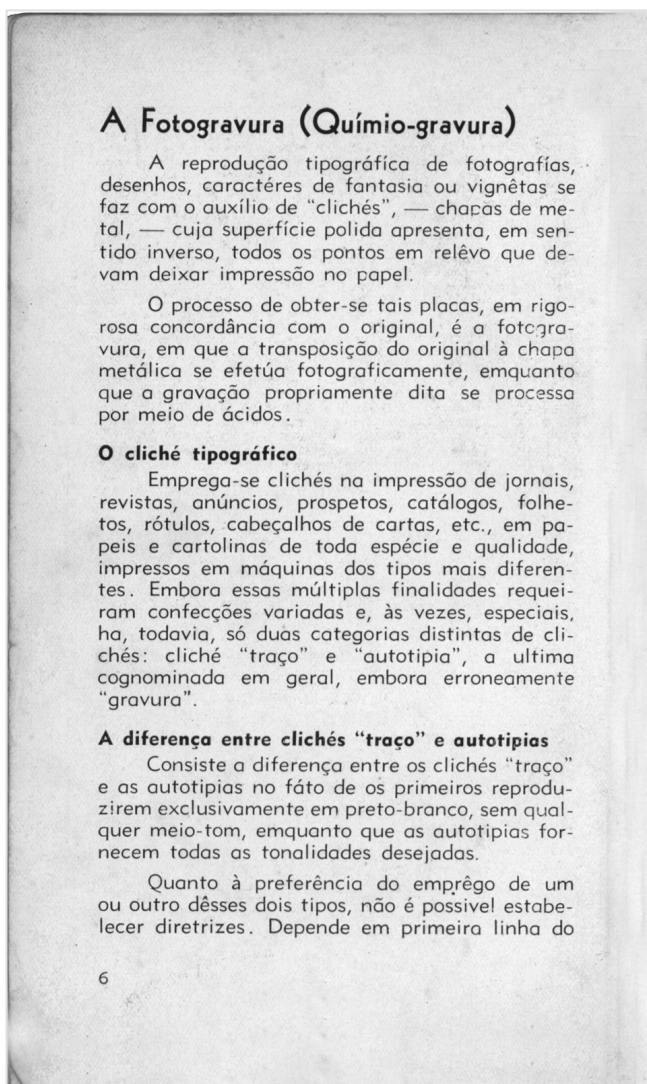 A Fotogravura (Químio-gravura)
A reprodução tipográfica de fotografías,
desenhos, caractéres de fantasia ou vignêtas se
faz com o auxílio de “clichés”, — chapas de me-
tal, — cuja superfície polida apresenta, em sen-
tido inverso, todos os pontos em relêvo que de-
vam deixar impressão no papel.
O processo de obter-se tais placas, em rigo-
rosa concordância com o original, é a fotogra-
vura, em que a transposição do original à chapa
metálica se efetúa fotograficamente, emquanto
que a gravação propriamente dita se processa
por meio de ácidos.
O cliché tipográfico
Emprega-se clichés na impressão de jornais,
revistas, anúncios, prospetos, catálogos, folhe-
tos, rótulos, cabeçalhos de cartas, etc., em pa-
peis e cartolinas de toda espécie e qualidade,
impressos em máquinas dos tipos mais diferen-
tes. Embora essas múltiplas finalidades requei-
ram confecções variadas e, às vezes, especiais,
ha, todavia, só duas categorias distintas de cli-
chés: cliché “traço” e “autotipia”, a ultima
cognominada em geral, embora erroneamente
“gravura”.
A diferença entre clichés “traço” e autotipias
Consiste a diferença entre os clichés “traço”
e as autotipias no fáto de os primeiros reprodu-
zirem exclusivamente em preto-branco, sem qual-
quer meio-tom, emquanto que as autotipias for-
necem todas as tonalidades desejadas.
Quanto à preferência do emprêgo de um
ou outro dêsses dois tipos, não é possivel estabe-
lecer diretrizes. Depende em primeira linha do
6